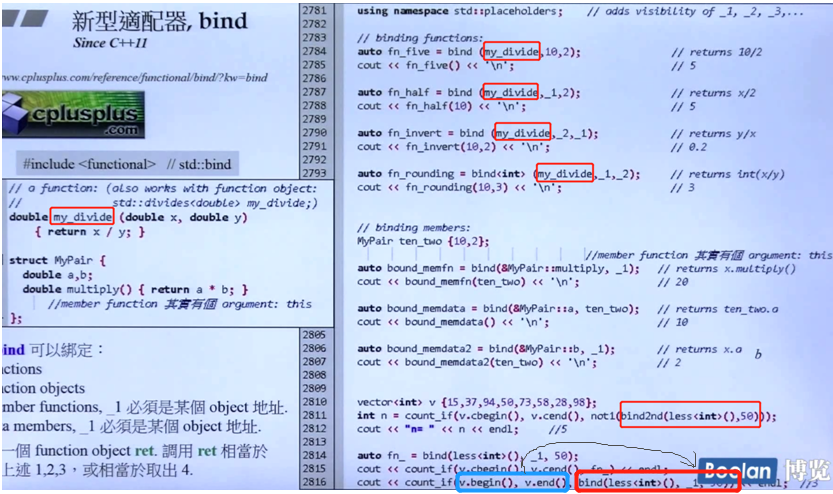 新型適配器, bind
Since C++11
www.cplusplus.com/reference/functional/bind/?kw=bind
cplusplus
.com
#include <functional> // std::bind
// a function: (also works with function object:
// std::divides<double> my_divide;)
double my_divide (double x, double y)
{ return x / y; }
struct MyPair {
double a,b;
double multiply() { return a * b; }
//member function 其實有個 argument: this
};
bind 可以綁定：
nctions
nction objects
mber functions, _1 必須是某個 object 地址.
a members, _1 必須是某個 object 地址.
一個 function object ret. 調用 ret 相當於
上述 1,2,3，或相當於取出 4.
2781 using namespace std::placeholders; // adds visibility of _1, _2, _3,...
2782
2783 // binding functions:
2784 auto fn_five = bind (my_divide,10,2); // returns 10/2
2785 cout << fn_five() << '\n'; // 5
2786
2787 auto fn_half = bind (my_divide,_1,2); // returns x/2
2788 cout << fn_half(10) << '\n'; // 5
2789
2790 auto fn_invert = bind (my_divide,_2,_1); // returns y/x
2791 cout << fn_invert(10,2) << '\n'; // 0.2
2792
2793 auto fn_rounding = bind<int> (my_divide,_1,_2); // returns int(x/y)
cout << fn_rounding(10,3) << '\n'; // 3
// binding members:
MyPair ten_two {10,2};
//member function 其實有個 argument: this
auto bound_memfn = bind(&MyPair::multiply, _1); // returns x.multiply()
cout << bound_memfn(ten_two) << '\n'; // 20
auto bound_memdata = bind(&MyPair::a, ten_two); // returns ten_two.a
cout << bound_memdata() << '\n'; // 10
2805
2806 auto bound_memdata2 = bind(&MyPair::b, _1); // returns x.a b
2807 cout << bound_memdata2(ten_two) << '\n'; // 2
2808
2809
2810 vector<int> v {15,37,94,50,73,58,28,98};
2811 int n = count_if(v.cbegin(), v.cend(), not1(bind2nd(less<int>(),50)));
2812 cout << "n= " << n << endl; //5
2813
2814 auto fn_ = bind(less<int>(), _1, 50);
2815 cout << count_if(v.cbegin(), v.cend(), fn_) << endl;
2816 cout << count_if(v.begin(), v.end(), bind(less<int>(), _1, 50)) << endl; //3
Boolan 博览